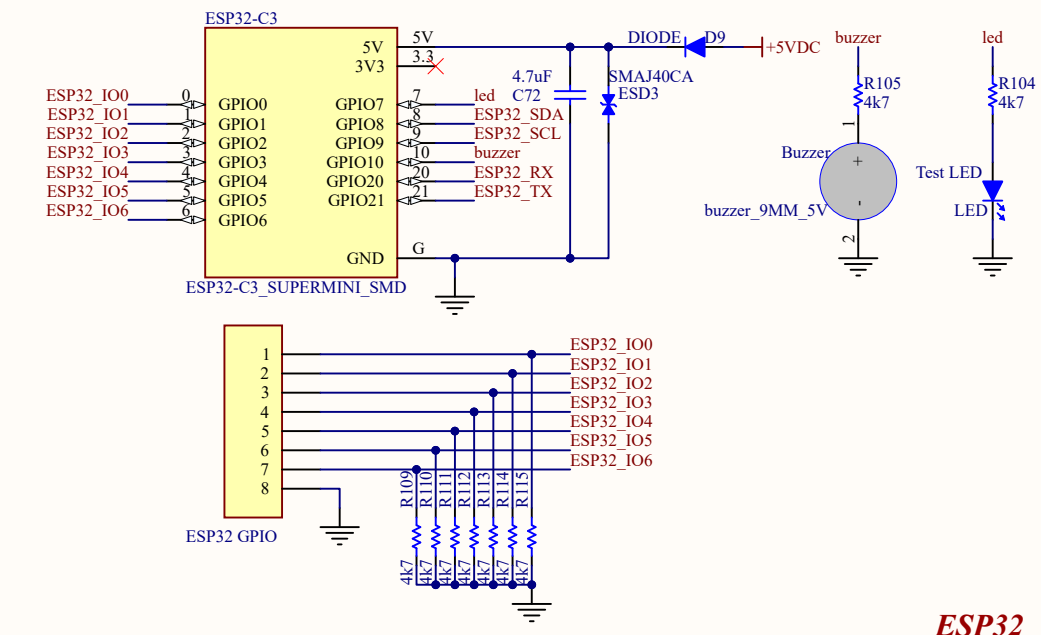 ESP32-C3
5V
5V
3V3
3.3
ESP32_IO0
0
GPIO0
ESP32_IO1
1
GPIO1
ESP32_IO2
2
GPIO2
ESP32_IO3
3
GPIO3
ESP32_IO4
4
GPIO4
ESP32_IO5
5
GPIO5
ESP32_IO6
6
GPIO6
GPIO7
7
led
GPIO8
8
ESP32_SDA
GPIO9
9
ESP32_SCL
GPIO10
10
buzzer
GPIO20
20
ESP32_RX
GPIO21
21
ESP32_TX
GND
G
ESP32-C3_SUPERMINI_SMD
4.7uF
C72
SMAJ40CA
ESD3
DIODE
D9
+5VDC
buzzer
R105
4k7
1
Buzzer
+
-
buzzer_9MM_5V
2
led
R104
4k7
Test LED
LED
1
2
3
4
5
6
7
8
ESP32 GPIO
ESP32_IO0
ESP32_IO1
ESP32_IO2
ESP32_IO3
ESP32_IO4
ESP32_IO5
ESP32_IO6
R109
R110
R111
R112
R113
R114
R115
4k7
4k7
4k7
4k7
4k7
4k7
4k7
ESP32